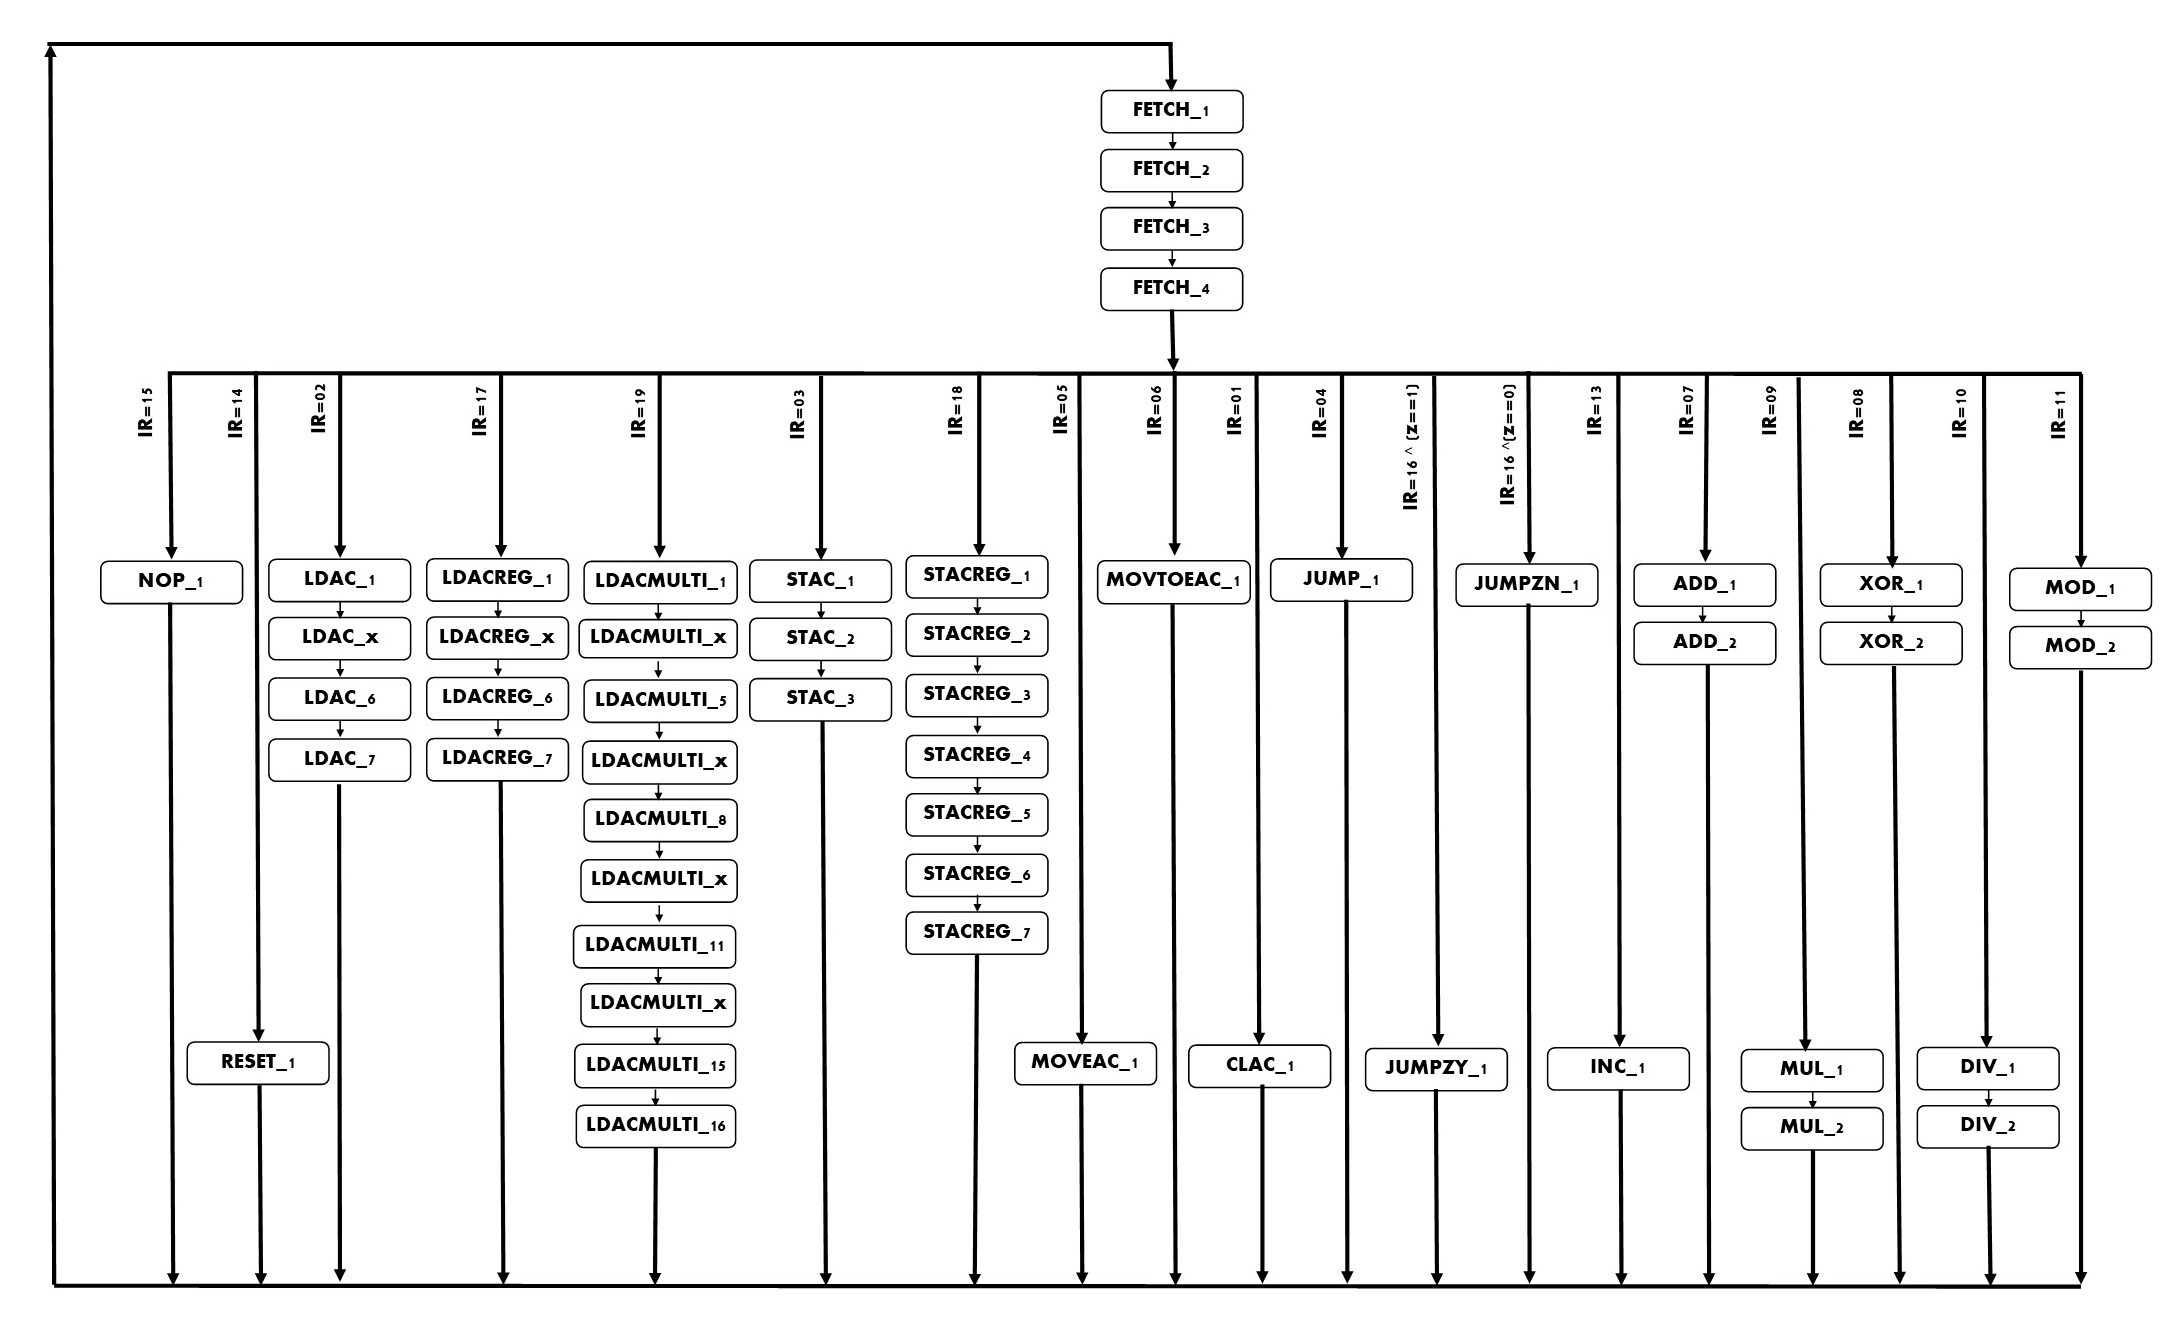 FETCH_1
FETCH_2
FETCH_3
FETCH_4
IR=15
IR=14
IR=02
IR=17
IR=19
IR=03
IR=18
IR=05
IR=06
IR=01
IR=04
IR=16 ^ (Z==1)
IR=16 ^(Z==0)
IR=13
IR=07
IR=09
IR=08
IR=10
IR=11
NOP_1
RESET_1
LDAC_1
LDAC_x
LDAC_6
LDAC_7
LDACREG_1
LDACREG_x
LDACREG_6
LDACREG_7
LDACMULTI_1
LDACMULTI_x
LDACMULTI_5
LDACMULTI_x
LDACMULTI_8
LDACMULTI_x
LDACMULTI_11
LDACMULTI_x
LDACMULTI_15
LDACMULTI_16
STAC_1
STAC_2
STAC_3
STACREG_1
STACREG_2
STACREG_3
STACREG_4
STACREG_5
STACREG_6
STACREG_7
MOVEAC_1
MOVTOEAC_1
CLAC_1
JUMP_1
JUMPZY_1
JUMPZN_1
INC_1
ADD_1
ADD_2
MUL_1
MUL_2
XOR_1
XOR_2
DIV_1
DIV_2
MOD_1
MOD_2